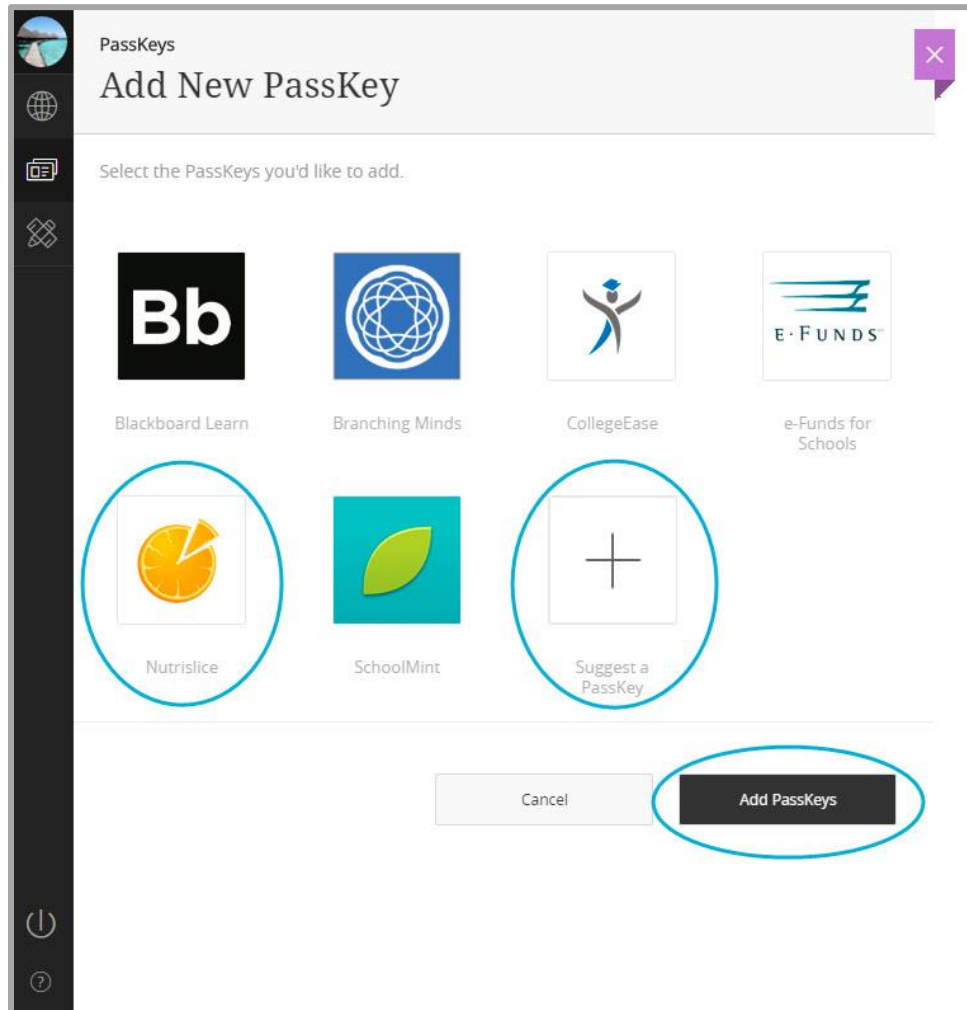 PassKeys
Add New PassKey
Select the PassKeys you'd like to add.
Bb
E·FUNDS™
Blackboard Learn
Branching Minds
CollegeEase
e-Funds for
Schools
Nutrislice
SchoolMint
Suggest a
PassKey
Cancel
Add PassKeys
?